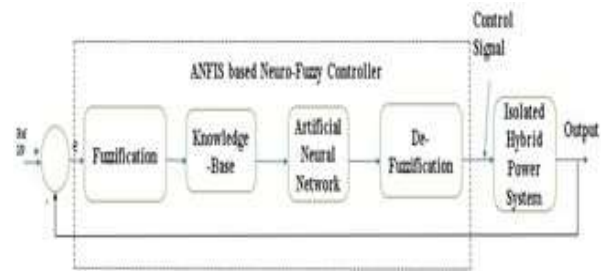 Control
Signal
ANFIS based Neuro-Fuzzy Controller
Ref
Fuzzification
Knowledge
-Base
Artificial
Neural
Network
De-
Fuzzification
Isolated
Hybrid
Power
System
Output
e